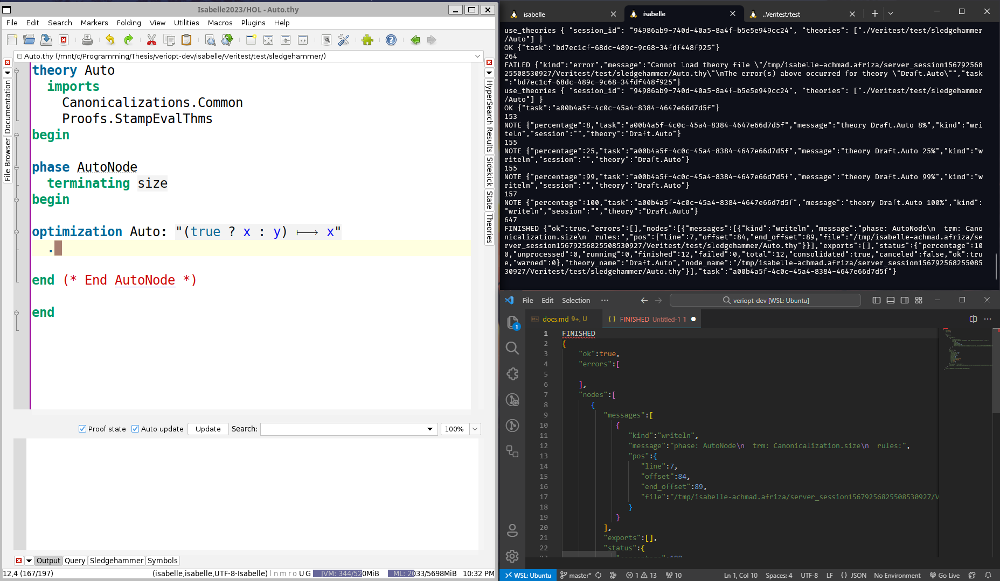 Isabelle2023/HOL - Auto.thy
File Edit Search Markers Folding View Utilities Macros Plugins Help
Auto.thy (/mnt/c/Programming/Thesis/veriopt-dev/isabelle/Veritest/test/sledgehammer/)
Documentation
File Browser
theory Auto
imports
Canonicalizations.Common
Proofs.StampEvalThms
begin
phase AutoNode
terminating size
begin
optimization Auto: "(true ? x : y) ⟼ x"
.
end (* End AutoNode *)
end
HyperSearch Results
Sidekick
State
Theories
Proof state Auto update Update Search: 100%
Output Query Sledgehammer Symbols
12,4 (167/197) (isabelle,isabelle,UTF-8-Isabelle) l n m r o U G JVM: 344/520MiB ML: 2033/5698MiB 10:32 PM
isabelle isabelle ..Veritest/test
use_theories { "session_id": "94986ab9-740d-40a5-8a4f-b5e5e949cc24", "theories": ["./Veritest/test/sledgehammer
/Auto"] }
OK {"task":"bd7ec1cf-68dc-489c-9c68-34fdf448f925"}
264
FAILED {"kind":"error","message":"Cannot load theory file \"/tmp/isabelle-achmad.afriza/server_session156792568
25508530927/Veritest/test/sledgehammer/Auto.thy\"\nThe error(s) above occurred for theory \"Draft.Auto\"","task
":"bd7ec1cf-68dc-489c-9c68-34fdf448f925"}
use_theories { "session_id": "94986ab9-740d-40a5-8a4f-b5e5e949cc24", "theories": ["./Veritest/test/sledgehammer
/Auto"] }
OK {"task":"a00b4a5f-4c0c-45a4-8384-4647e66d7d5f"}
153
NOTE {"percentage":8,"task":"a00b4a5f-4c0c-45a4-8384-4647e66d7d5f","message":"theory Draft.Auto 8%","kind":"wri
teln","session":"","theory":"Draft.Auto"}
155
NOTE {"percentage":25,"task":"a00b4a5f-4c0c-45a4-8384-4647e66d7d5f","message":"theory Draft.Auto 25%","kind":"w
riteln","session":"","theory":"Draft.Auto"}
155
NOTE {"percentage":99,"task":"a00b4a5f-4c0c-45a4-8384-4647e66d7d5f","message":"theory Draft.Auto 99%","kind":"w
riteln","session":"","theory":"Draft.Auto"}
157
NOTE {"percentage":100,"task":"a00b4a5f-4c0c-45a4-8384-4647e66d7d5f","message":"theory Draft.Auto 100%","kind":
"writeln","session":"","theory":"Draft.Auto"}
647
FINISHED {"ok":true,"errors":[],"nodes":[{"messages":[{"kind":"writeln","message":"phase: AutoNode\n  trm: Cano
nicalization.size\n  rules:","pos":{"line":7,"offset":84,"end_offset":89,"file":"/tmp/isabelle-achmad.afriza/se
rver_session15679256825508530927/Veritest/test/sledgehammer/Auto.thy"}}],"exports":[],"status":{"percentage":10
0,"unprocessed":0,"running":0,"finished":12,"failed":0,"total":12,"consolidated":true,"canceled":false,"ok":tru
e,"warned":0},"theory_name":"Draft.Auto","node_name":"/tmp/isabelle-achmad.afriza/server_session156792568255085
30927/Veritest/test/sledgehammer/Auto.thy"}],"task":"a00b4a5f-4c0c-45a4-8384-4647e66d7d5f"}
File Edit Selection ··· veriopt-dev [WSL: Ubuntu]
1
docs.md 9+, U {} FINISHED Untitled-1 1
1 FINISHED
2 {
3 "ok":true,
4 "errors":[
5
6 ],
7 "nodes":[
8 {
9 "messages":[
10 {
11 "kind":"writeln",
12 "message":"phase: AutoNode\n  trm: Canonicalization.size\n  rules:",
13 "pos":{
14 "line":7,
15 "offset":84,
16 "end_offset":89,
17 "file":"/tmp/isabelle-achmad.afriza/server_session15679256825508530927/V
18 }
19 }
20 ],
21 "exports":[],
22 "status":{
WSL: Ubuntu master* 1 13 10 Ln 1, Col 10 Spaces: 4 UTF-8 LF {} JSON No Environment Go Live